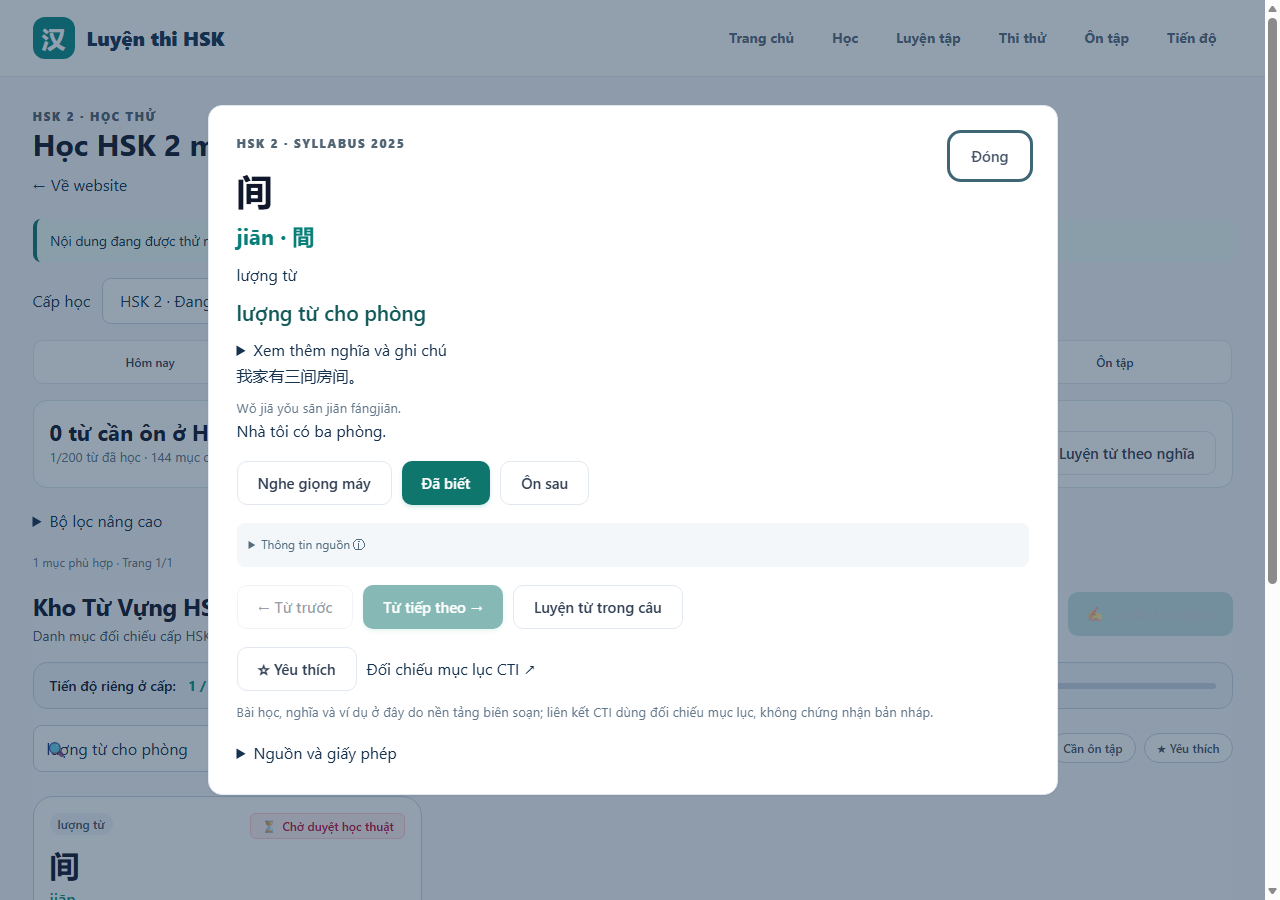 汉 Luyện thi HSK
Trang chủ Học Luyện tập Thi thử Ôn tập Tiến độ
HSK 2 · HỌC THỬ
Học HSK 2
← Về website
Nội dung đang được thử
Cấp học HSK 2 · Đang
Hôm nay Ôn tập
0 từ cần ôn ở
1/200 từ đã học · 144 mục
Luyện từ theo nghĩa
▶ Bộ lọc nâng cao
1 mục phù hợp · Trang 1/1
Kho Từ Vựng
Danh mục đối chiếu cấp HSK
Tiến độ riêng ở cấp: 1 /
lượng từ cho phòng
Cần ôn tập ★ Yêu thích
lượng từ ⏳ Chờ duyệt học thuật
间
jiān
HSK 2 · SYLLABUS 2025
Đóng
间
jiān · 間
lượng từ
lượng từ cho phòng
▶ Xem thêm nghĩa và ghi chú
我家有三间房间。
Wǒ jiā yǒu sān jiān fángjiān.
Nhà tôi có ba phòng.
Nghe giọng máy Đã biết Ôn sau
▶ Thông tin nguồn ⓘ
← Từ trước Từ tiếp theo → Luyện từ trong câu
☆ Yêu thích Đối chiếu mục lục CTI ↗
Bài học, nghĩa và ví dụ ở đây do nền tảng biên soạn; liên kết CTI dùng đối chiếu mục lục, không chứng nhận bản nháp.
▶ Nguồn và giấy phép